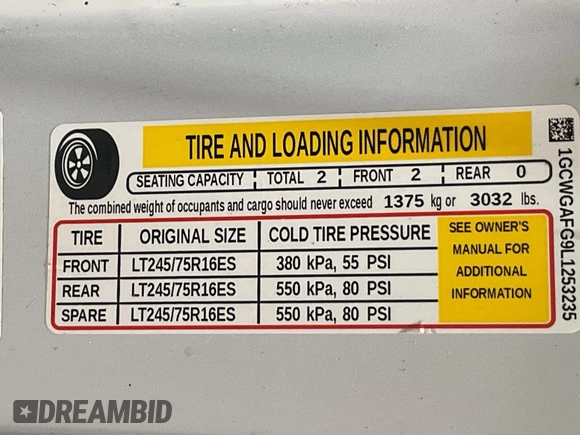 TIRE AND LOADING INFORMATION
SEATING CAPACITY TOTAL 2 FRONT 2 REAR 0
The combined weight of occupants and cargo should never exceed 1375 kg or 3032 lbs.
TIRE ORIGINAL SIZE COLD TIRE PRESSURE
FRONT LT245/75R16ES 380 kPa, 55 PSI
REAR LT245/75R16ES 550 kPa, 80 PSI
SPARE LT245/75R16ES 550 kPa, 80 PSI
SEE OWNER'S
MANUAL FOR
ADDITIONAL
INFORMATION
1GCWGAFG9L1253235
DREAMBID